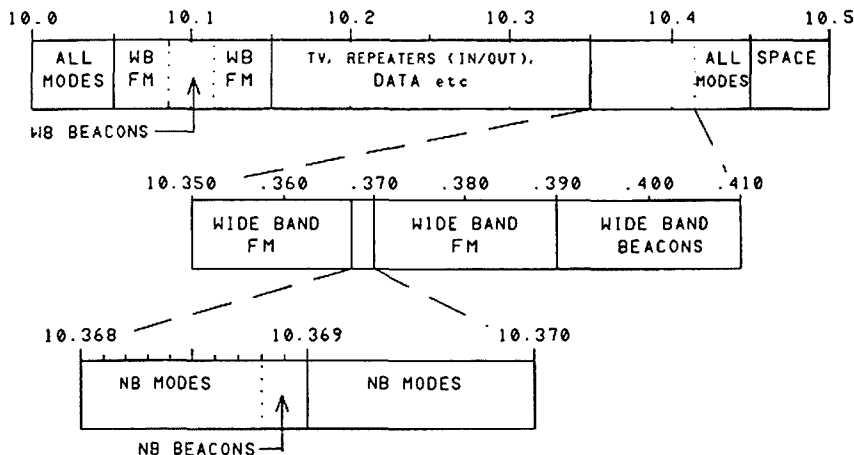 10.0 10.1 10.2 10.3 10.4 10.5
ALL MODES WB FM WB FM TV, REPEATERS (IN/OUT), DATA etc ALL MODES SPACE
WB BEACONS
10.350 .360 .370 .380 .390 .400 .410
WIDE BAND FM WIDE BAND FM WIDE BAND BEACONS
10.368 10.369 10.370
NB MODES NB MODES
NB BEACONS